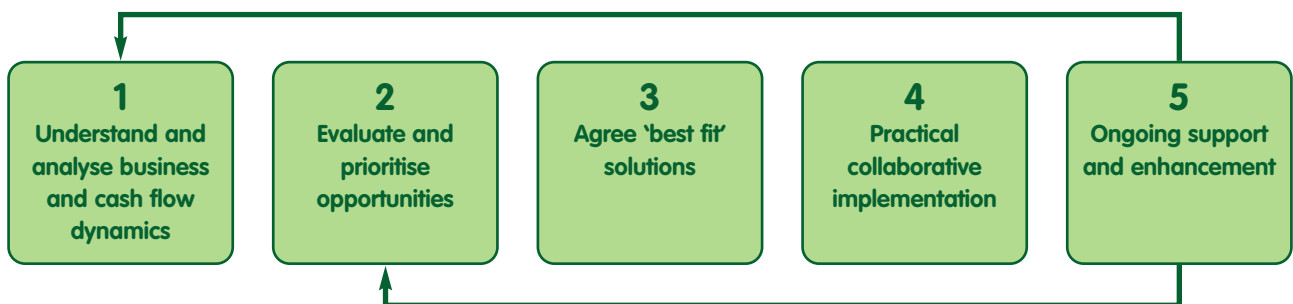 1
Understand and
analyse business
and cash flow
dynamics
2
Evaluate and
prioritise
opportunities
3
Agree ‘best fit’
solutions
4
Practical
collaborative
implementation
5
Ongoing support
and enhancement